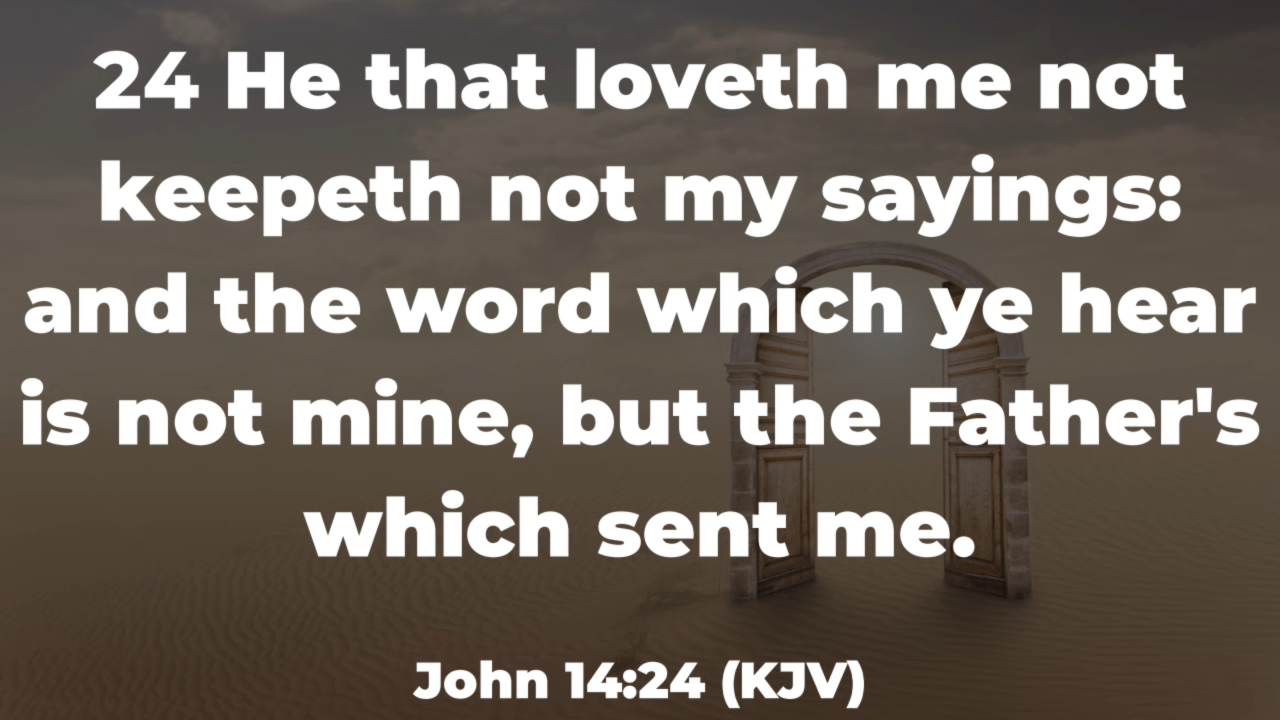 24 He that loveth me not
keepeth not my sayings:
and the word which ye hear
is not mine, but the Father's
which sent me.
John 14:24 (KJV)